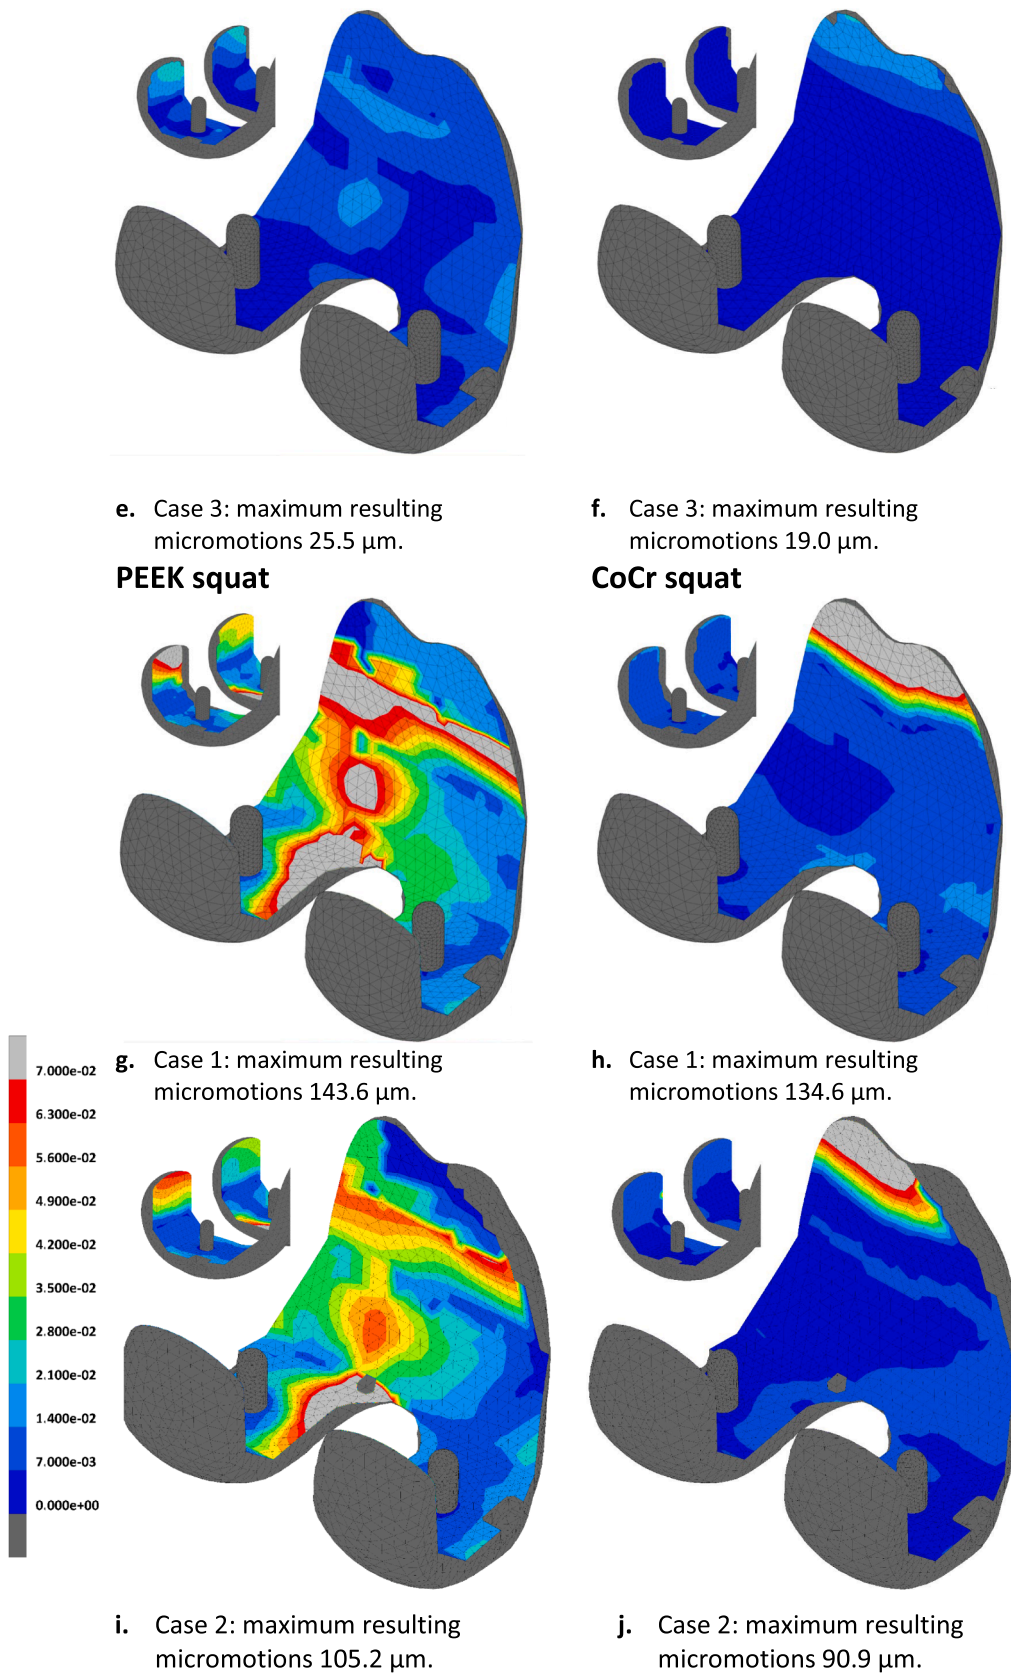 e. Case 3: maximum resulting
micromotions 25.5 µm.
f. Case 3: maximum resulting
micromotions 19.0 µm.
PEEK squat
CoCr squat
g. Case 1: maximum resulting
micromotions 143.6 µm.
h. Case 1: maximum resulting
micromotions 134.6 µm.
7.000e-02
6.300e-02
5.600e-02
4.900e-02
4.200e-02
3.500e-02
2.800e-02
2.100e-02
1.400e-02
7.000e-03
0.000e+00
i. Case 2: maximum resulting
micromotions 105.2 µm.
j. Case 2: maximum resulting
micromotions 90.9 µm.